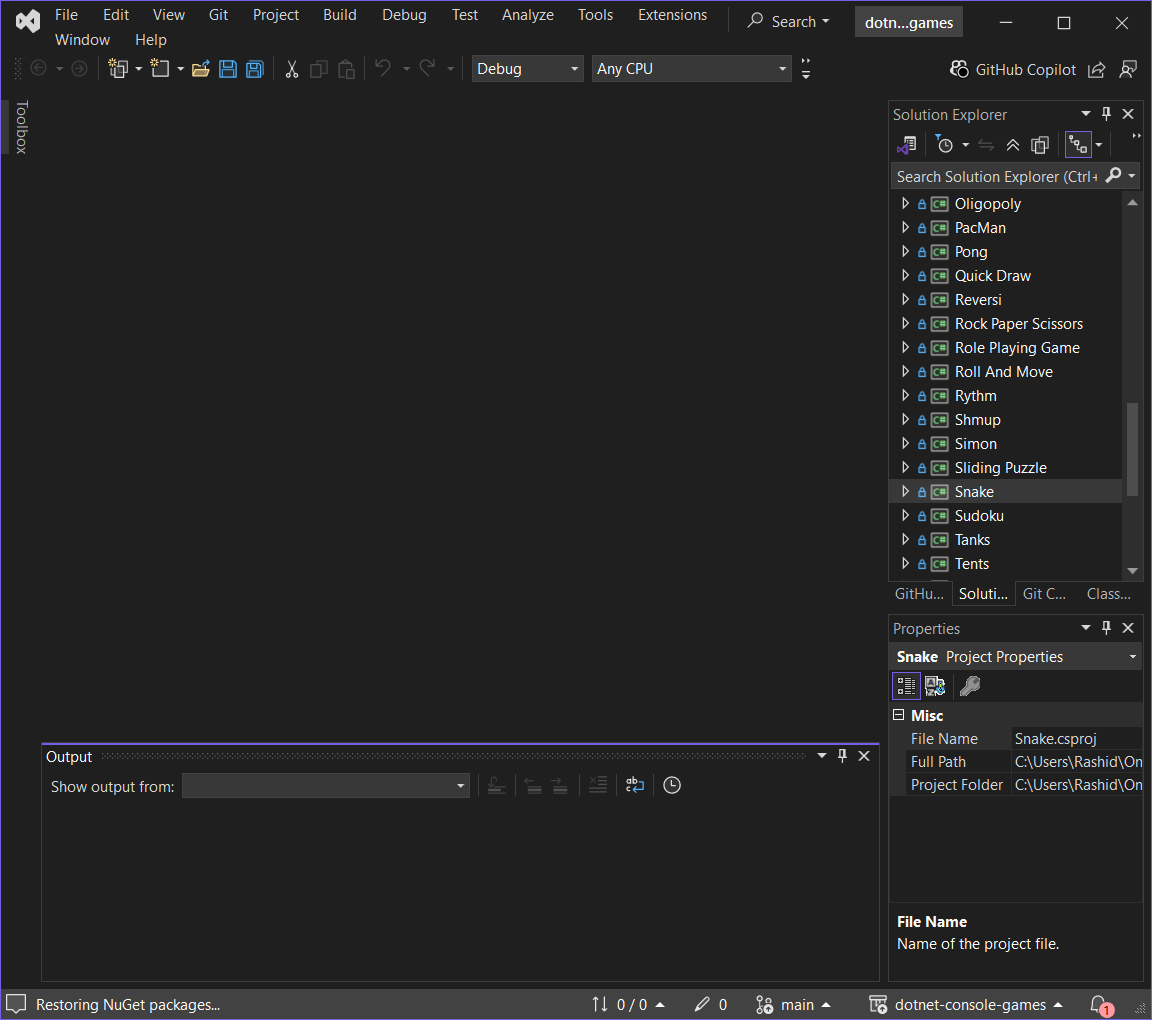 File Edit View Git Project Build Debug Test Analyze Tools Extensions Search dotn...games
Window Help
Debug Any CPU GitHub Copilot
Toolbox
Solution Explorer
Search Solution Explorer (Ctrl+
C# Oligopoly
C# PacMan
C# Pong
C# Quick Draw
C# Reversi
C# Rock Paper Scissors
C# Role Playing Game
C# Roll And Move
C# Rythm
C# Shmup
C# Simon
C# Sliding Puzzle
C# Snake
C# Sudoku
C# Tanks
C# Tents
GitHu... Soluti... Git C... Class...
Properties
Snake Project Properties
Misc
File Name Snake.csproj
Full Path C:\Users\Rashid\On
Project Folder C:\Users\Rashid\On
File Name
Name of the project file.
Output
Show output from:
Restoring NuGet packages... 0 / 0 0 main dotnet-console-games 1